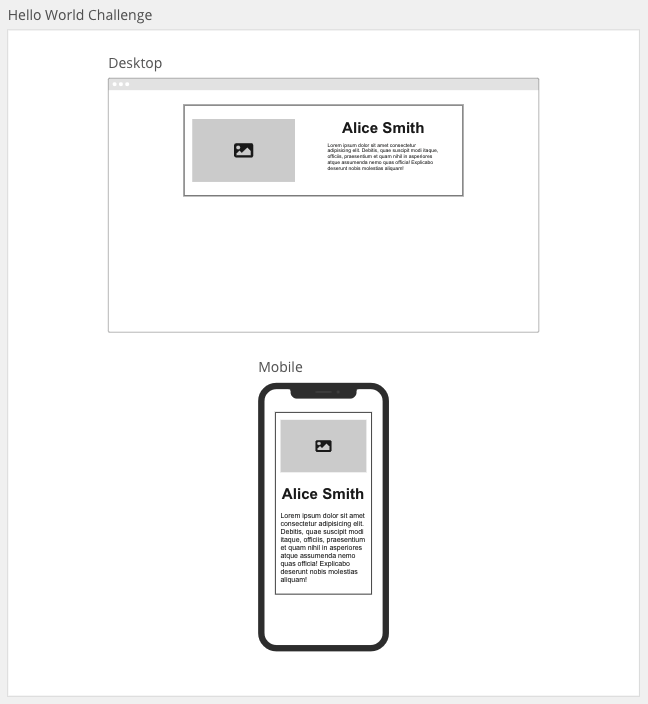 Hello World Challenge
Desktop
Alice Smith
Lorem ipsum dolor sit amet consectetur
adipisicing elit. Debitis, quae suscipit modi itaque,
officiis, praesentium et quam nihil in asperiores
atque assumenda nemo quas officia! Explicabo
deserunt nobis molestias aliquam!
Mobile
Alice Smith
Lorem ipsum dolor sit amet
consectetur adipisicing elit.
Debitis, quae suscipit modi
itaque, officiis, praesentium
et quam nihil in asperiores
atque assumenda nemo
quas officia! Explicabo
deserunt nobis molestias
aliquam!